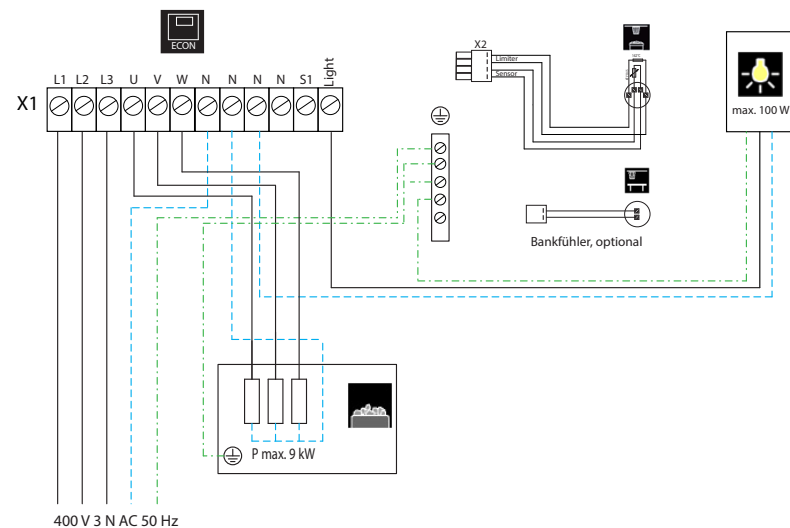 ECON
L1 L2 L3 U V W N N N N S1 Light
X1
X2
Limiter
Sensor
max. 100 W
Bankfühler, optional
P max. 9 kW
400 V 3 N AC 50 Hz